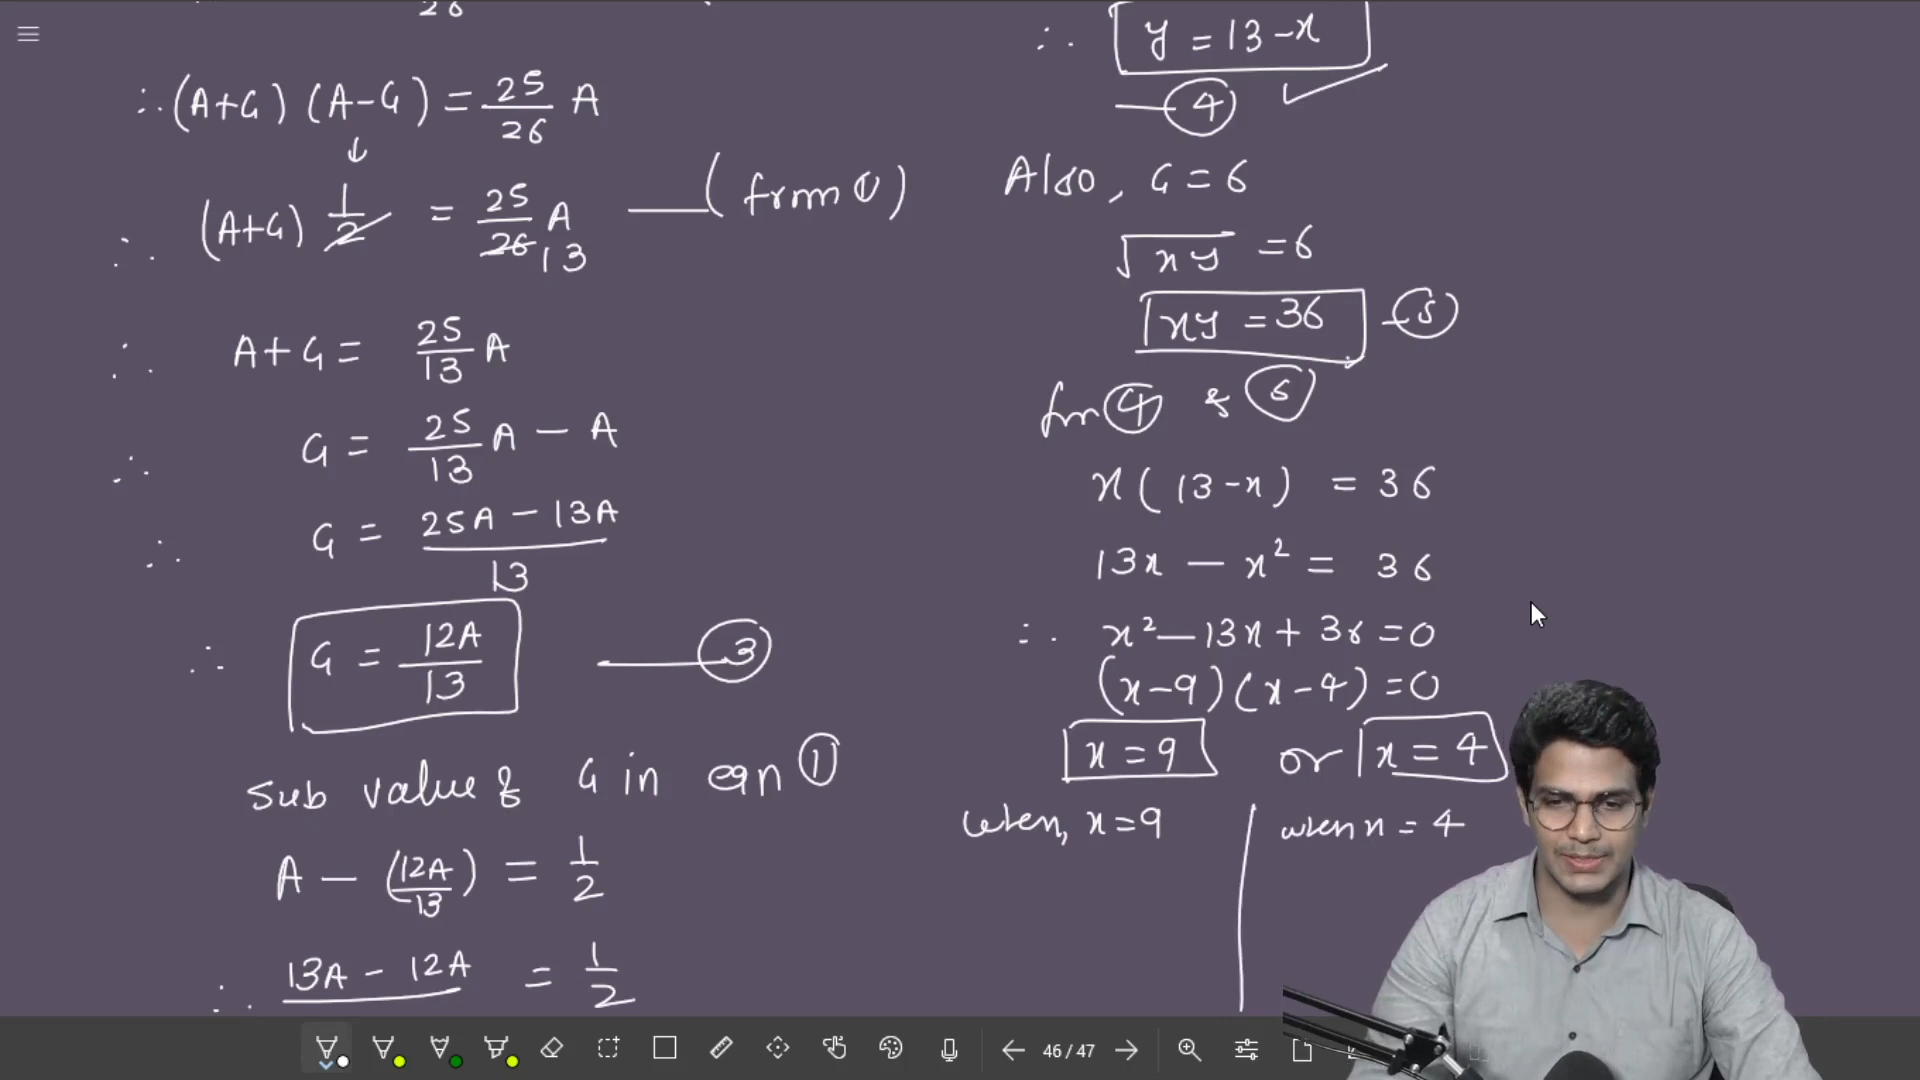 26
∴ (A+G) (A-G) = 25/26 A
↓
∴ (A+G) 1/2 = 25/26 A —( from ①)
13
∴ A+G = 25/13 A
∴ G = 25/13 A - A
∴ G = (25A - 13A)/13
∴ G = 12A/13 — ③
Sub value of G in eqn ①
A - (12A/13) = 1/2
∴ 13A - 12A = 1/2
∴ y = 13-x
— ④ ✓
Also, G = 6
√xy = 6
xy = 36 - ⑤
from ④ & ⑤
x(13-x) = 36
13x - x² = 36
∴ x² - 13x + 36 = 0
(x-9)(x-4) = 0
x = 9 or x = 4
when, x = 9 | when x = 4
46 / 47